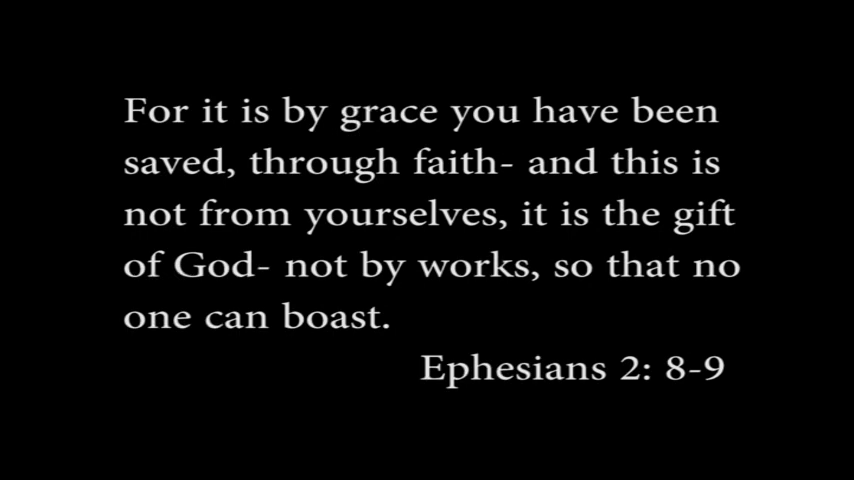 For it is by grace you have been
saved, through faith- and this is
not from yourselves, it is the gift
of God- not by works, so that no
one can boast.
Ephesians 2: 8-9